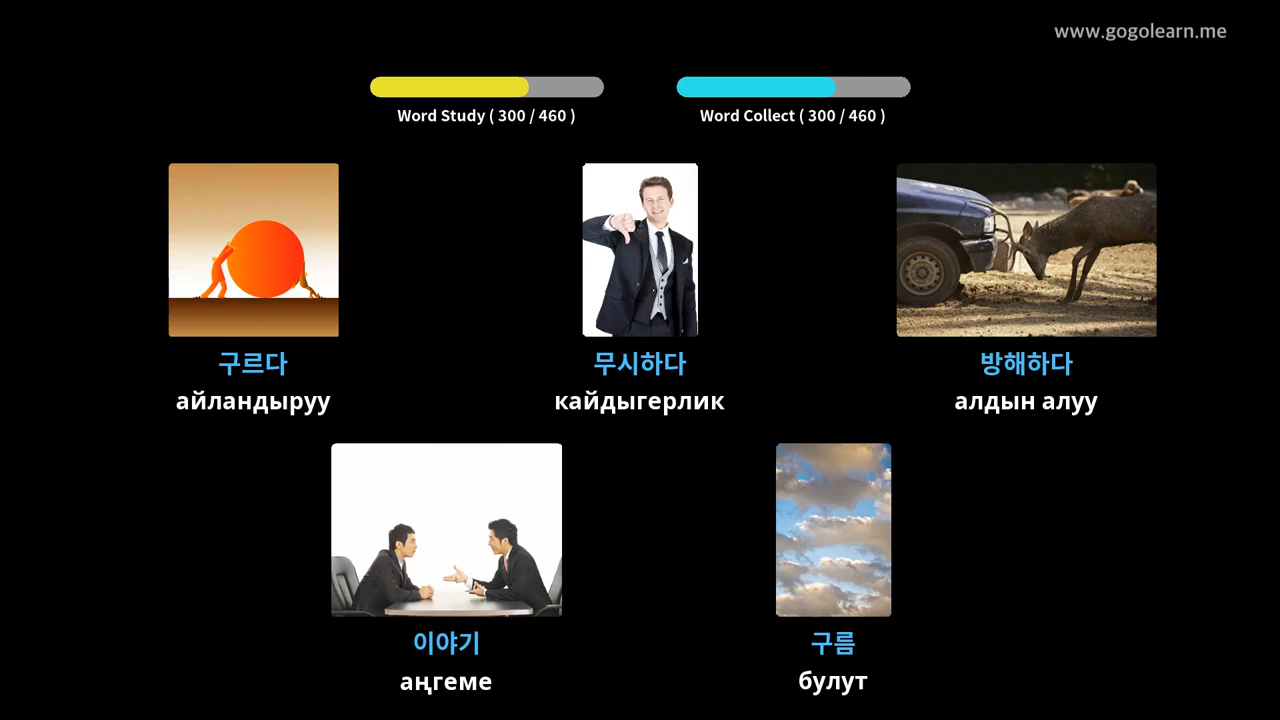 www.gogolearn.me
Word Study ( 300 / 460 )
Word Collect ( 300 / 460 )
구르다
айландыруу
무시하다
кайдыгерлик
방해하다
алдын алуу
이야기
аңгеме
구름
булут